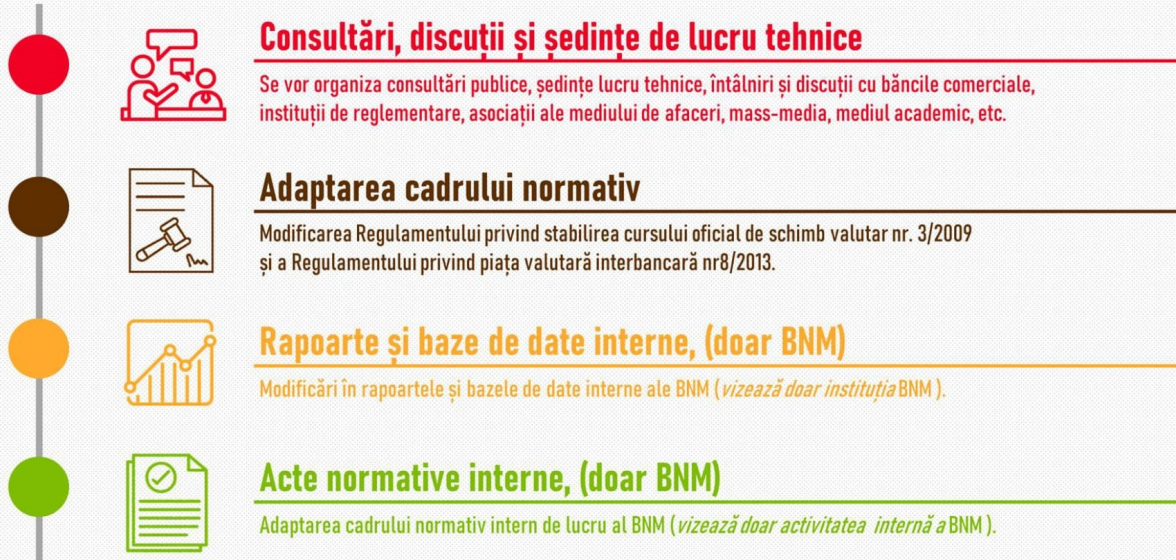 Consultări, discuții și ședințe de lucru tehnice
Se vor organiza consultări publice, ședințe lucru tehnice, întâlniri și discuții cu băncile comerciale,
instituții de reglementare, asociații ale mediului de afaceri, mass-media, mediul academic, etc.
Adaptarea cadrului normativ
Modificarea Regulamentului privind stabilirea cursului oficial de schimb valutar nr. 3/2009
și a Regulamentului privind piața valutară interbancară nr8/2013.
Rapoarte și baze de date interne, (doar BNM)
Modificări în rapoartele și bazele de date interne ale BNM (vizează doar instituția BNM ).
Acte normative interne, (doar BNM)
Adaptarea cadrului normativ intern de lucru al BNM (vizează doar activitatea internă a BNM ).